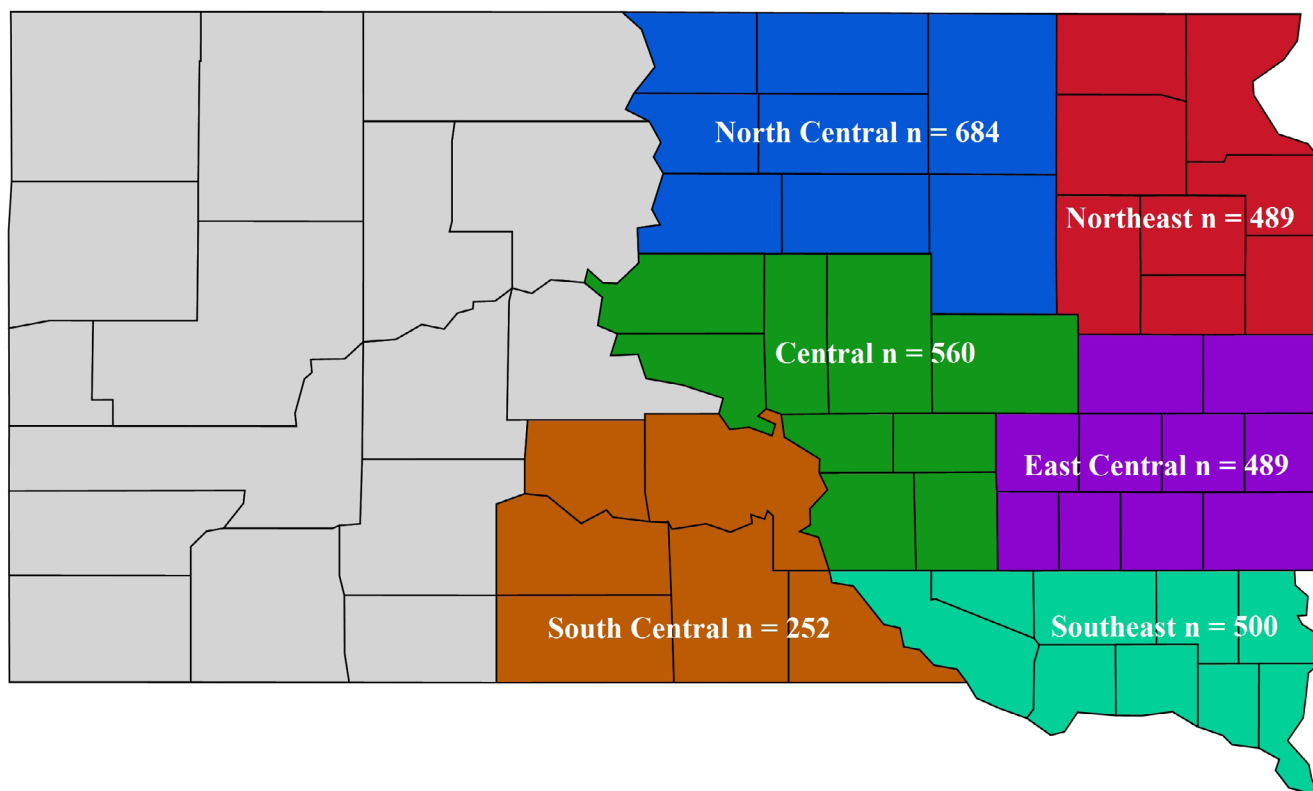 North Central n = 684
Northeast n = 489
Central n = 560
East Central n = 489
South Central n = 252
Southeast n = 500